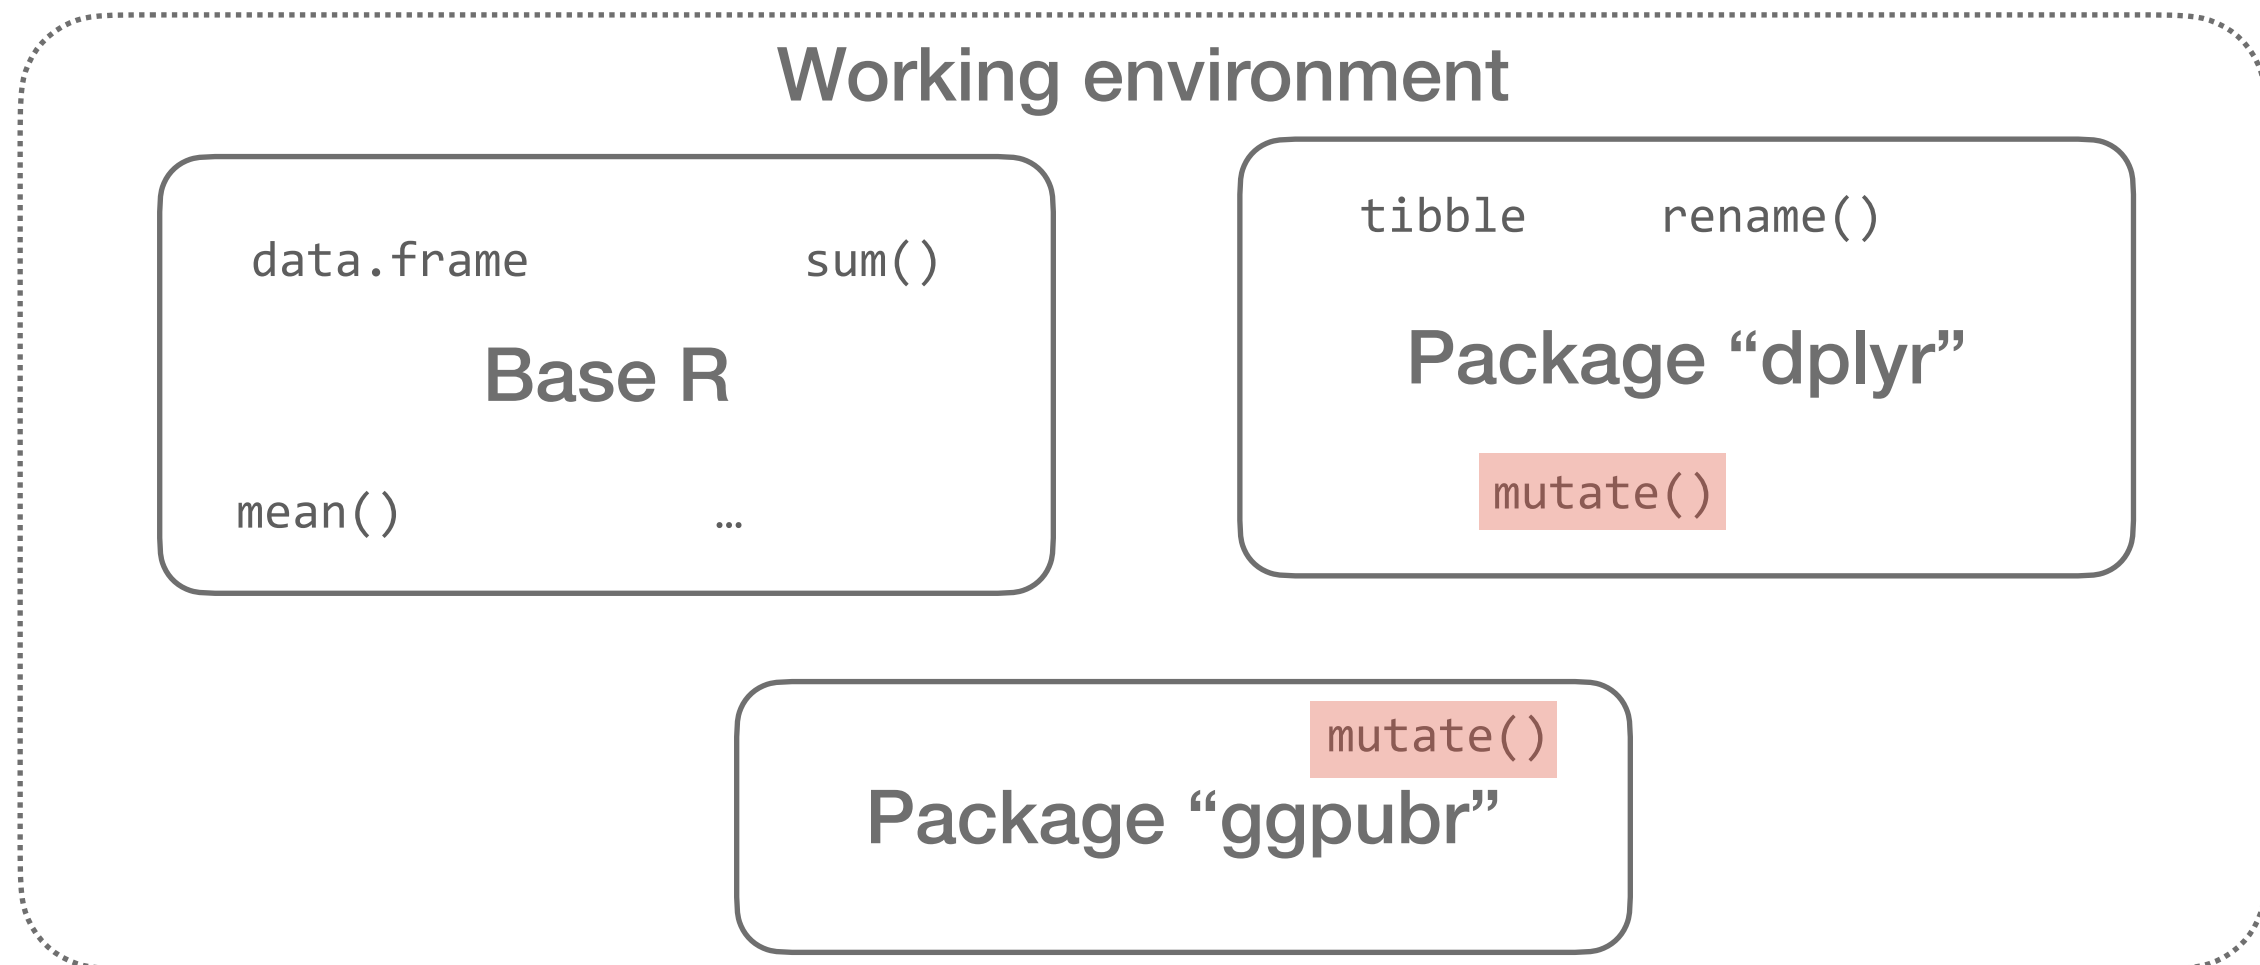 Working environment
data.frame
sum()
Base R
mean()
…
tibble
rename()
Package “dplyr”
mutate()
mutate()
Package “ggpubr”